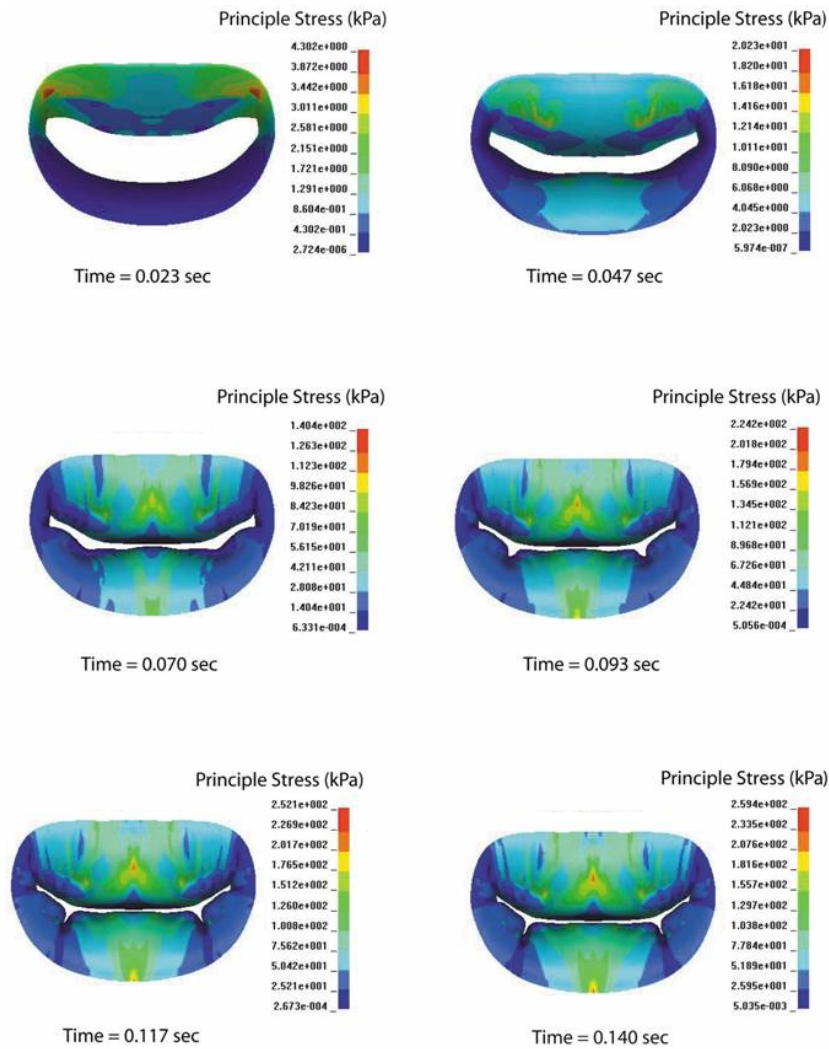 Principle Stress (kPa)
4.302e+000
3.872e+000
3.442e+000
3.011e+000
2.581e+000
2.151e+000
1.721e+000
1.291e+000
8.604e-001
4.302e-001
2.724e-006
Time = 0.023 sec
Principle Stress (kPa)
2.023e+001
1.820e+001
1.618e+001
1.416e+001
1.214e+001
1.011e+001
8.090e+000
6.068e+000
4.045e+000
2.023e+000
5.974e-007
Time = 0.047 sec
Principle Stress (kPa)
1.404e+002
1.263e+002
1.123e+002
9.826e+001
8.423e+001
7.019e+001
5.615e+001
4.211e+001
2.808e+001
1.404e+001
6.331e-004
Time = 0.070 sec
Principle Stress (kPa)
2.242e+002
2.018e+002
1.794e+002
1.569e+002
1.345e+002
1.121e+002
8.968e+001
6.726e+001
4.484e+001
2.242e+001
5.056e-004
Time = 0.093 sec
Principle Stress (kPa)
2.521e+002
2.269e+002
2.017e+002
1.765e+002
1.512e+002
1.260e+002
1.008e+002
7.562e+001
5.042e+001
2.521e+001
2.673e-004
Time = 0.117 sec
Principle Stress (kPa)
2.594e+002
2.335e+002
2.076e+002
1.816e+002
1.557e+002
1.297e+002
1.038e+002
7.784e+001
5.189e+001
2.595e+001
5.035e-003
Time = 0.140 sec